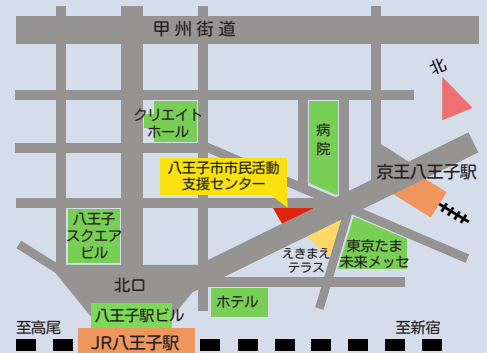 甲州街道
北
クリエイト
ホール
病
院
八王子市市民活動
支援センター
京王八王子駅
八王子
スクエア
ビル
えきまえ
テラス
東京たま
未来メッセ
北口
ホテル
八王子駅ビル
至高尾
至新宿
JR八王子駅